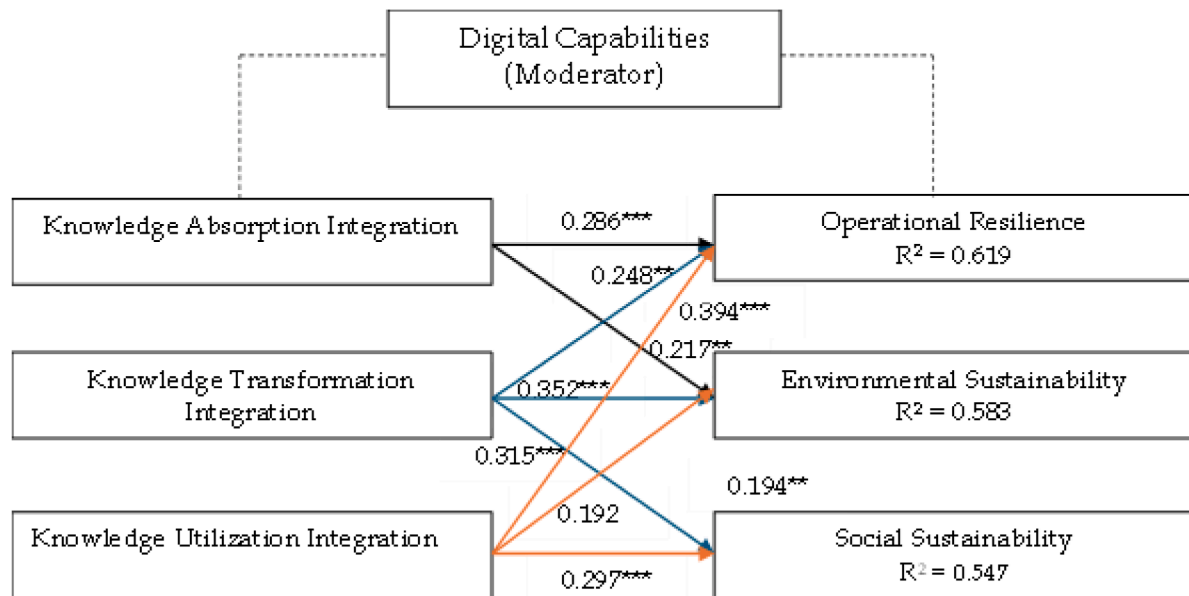 Digital Capabilities
(Moderator)
Knowledge Absorption Integration
0.286***
Operational Resilience
R² = 0.619
0.248**
0.394***
0.217**
Knowledge Transformation
Integration
0.352***
Environmental Sustainability
R² = 0.583
0.315***
0.194**
0.192
Knowledge Utilization Integration
Social Sustainability
R² = 0.547
0.297***